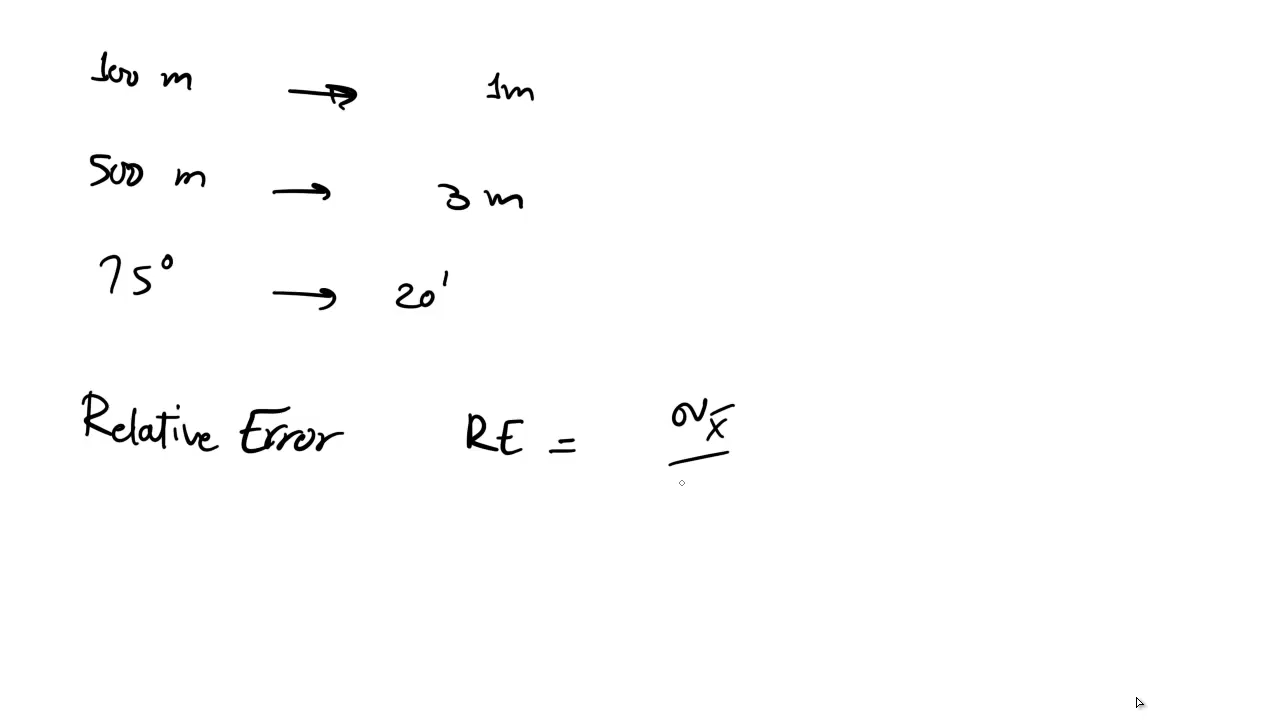 100 m → 1m
500 m → 3 m
75° → 20'
Relative Error RE = σx̄